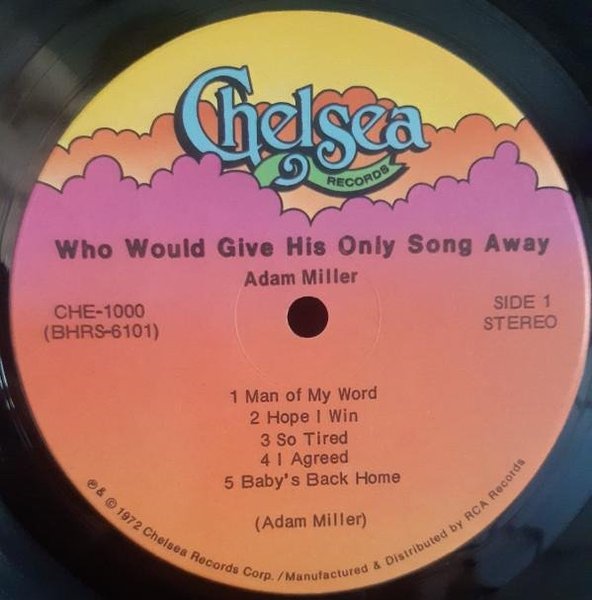 Chelsea
RECORDS
Who Would Give His Only Song Away
Adam Miller
CHE-1000
(BHRS-6101)
SIDE 1
STEREO
1 Man of My Word
2 Hope I Win
3 So Tired
4 I Agreed
5 Baby's Back Home
(Adam Miller)
℗ & © 1972 Chelsea Records Corp. / Manufactured & Distributed by RCA Records